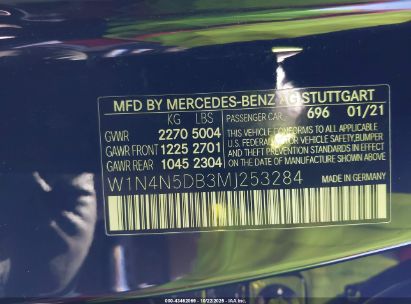 MFD BY MERCEDES-BENZ AG STUTTGART
KG LBS PASSENGER CAR 696 01/21
GVWR 2270 5004
GAWR FRONT 1225 2701
GAWR REAR 1045 2304
THIS VEHICLE CONFORMS TO ALL APPLICABLE
U.S. FEDERAL MOTOR VEHICLE SAFETY, BUMPER
AND THEFT PREVENTION STANDARDS IN EFFECT
ON THE DATE OF MANUFACTURE SHOWN ABOVE.
W1N4N5DB3MJ253284 MADE IN GERMANY